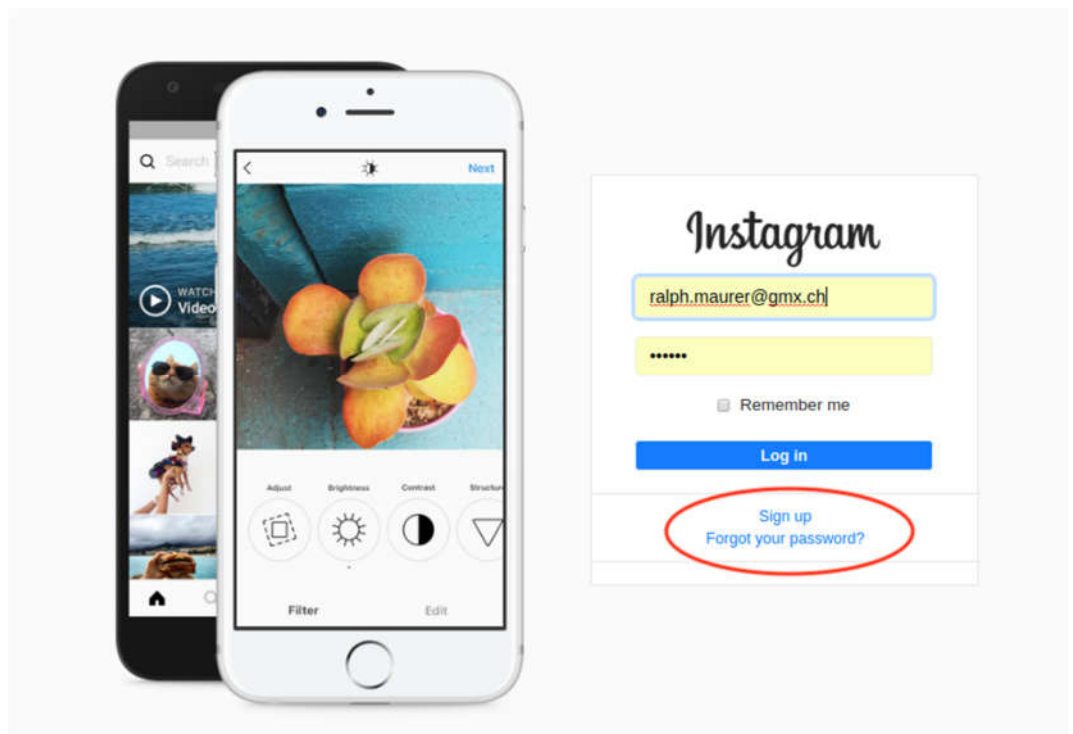 Search
Next
WATCH
Video
Adjust
Brightness
Contrast
Structure
Filter
Edit
Instagram
ralph.maurer@gmx.ch
••••••
Remember me
Log in
Sign up
Forgot your password?